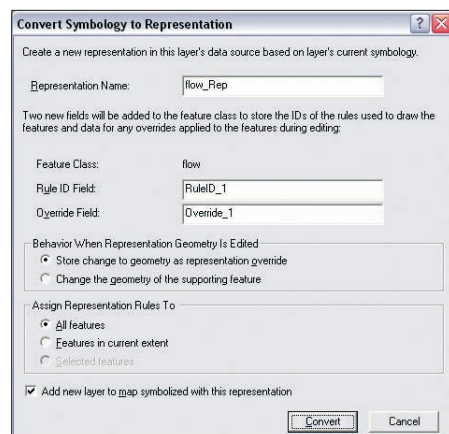 Convert Symbology to Representation
Create a new representation in this layer's data source based on layer's current symbology.
Representation Name: flow_Rep
Two new fields will be added to the feature class to store the IDs of the rules used to draw the
features and data for any overrides applied to the features during editing:
Feature Class: flow
Rule ID Field: RuleID_1
Override Field: Override_1
Behavior When Representation Geometry Is Edited
Store change to geometry as representation override
Change the geometry of the supporting feature
Assign Representation Rules To
All features
Features in current extent
Selected features
Add new layer to map symbolized with this representation
Convert Cancel